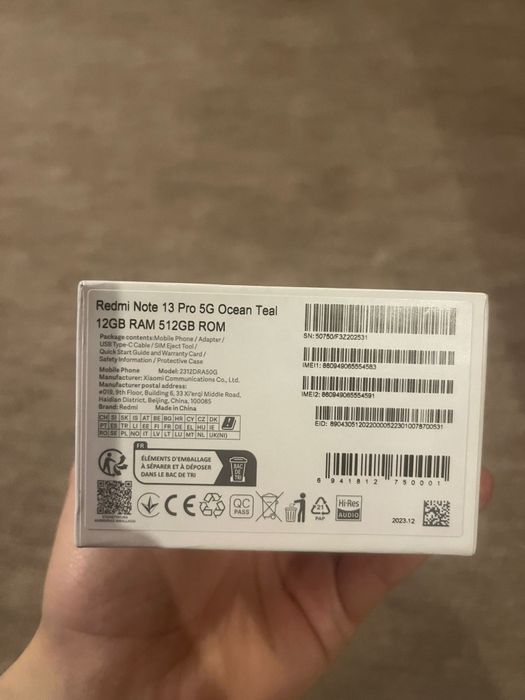 Redmi Note 13 Pro 5G Ocean Teal
12GB RAM 512GB ROM
Package contents:Mobile Phone / Adapter /
USB Type-C Cable / SIM Eject Tool /
Quick Start Guide and Warranty Card /
Safety Information / Protective Case
Mobile Phone Model: 2312DRA50G
Manufacturer: Xiaomi Communications Co., Ltd.
Manufacturer postal address:
#019, 9th Floor, Building 6, 33 Xi'erqi Middle Road,
Haidian District, Beijing, China, 100085
Brand: Redmi Made in China
CH SI SK IS AT BE BG HR CY CZ DK
PT ES TR LI EE FI FR DE EL HU IE
RO SE PL NO IT LV LT LU MT NL UK(NI)
SN: 50750/F3Z202531
IMEI1: 860949065554583
IMEI2: 860949065554591
EID: 89043051202200005223010078700531
6 941812 750001
FR
ÉLÉMENTS D'EMBALLAGE
À SÉPARER ET À DÉPOSER
DANS LE BAC DE TRI
BAC
DE
TRI
CE
QC
PASS
21
PAP
Hi-Res
AUDIO
2023.12